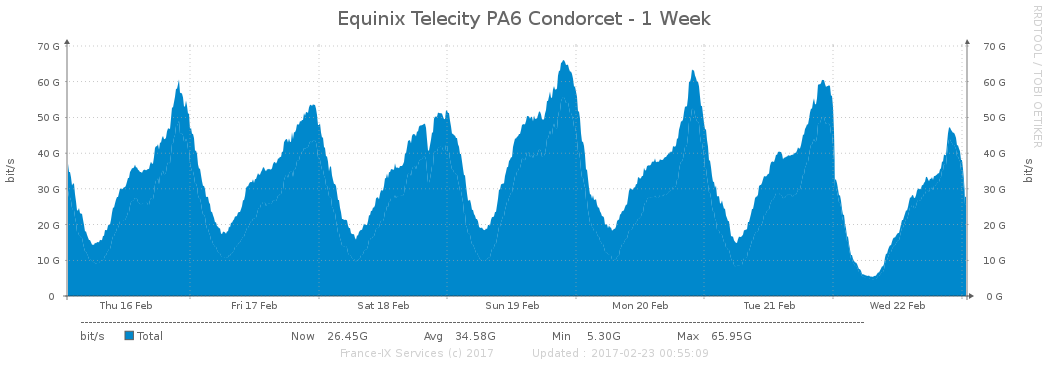 Equinix Telecity PA6 Condorcet - 1 Week
RRDTOOL / TOBI OETIKER
bit/s
70 G
60 G
50 G
40 G
30 G
20 G
10 G
0
70 G
60 G
50 G
40 G
30 G
20 G
10 G
0 G
bit/s
Thu 16 Feb Fri 17 Feb Sat 18 Feb Sun 19 Feb Mon 20 Feb Tue 21 Feb Wed 22 Feb
bit/s Total Now 26.45G Avg 34.58G Min 5.30G Max 65.95G
France-IX Services (c) 2017 Updated : 2017-02-23 00:55:09